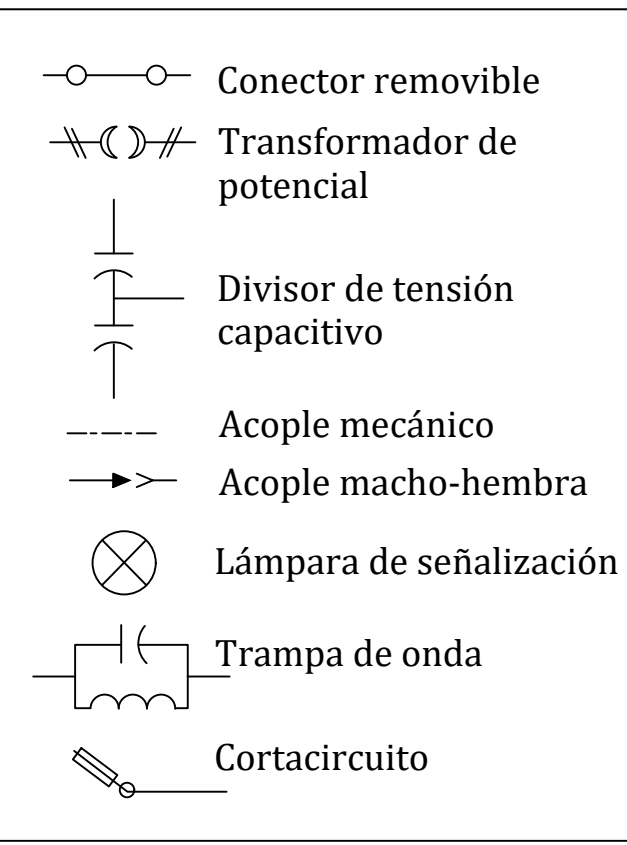 Conector removible
Transformador de
potencial
Divisor de tensión
capacitivo
Acople mecánico
Acople macho-hembra
Lámpara de señalización
Trampa de onda
Cortacircuito